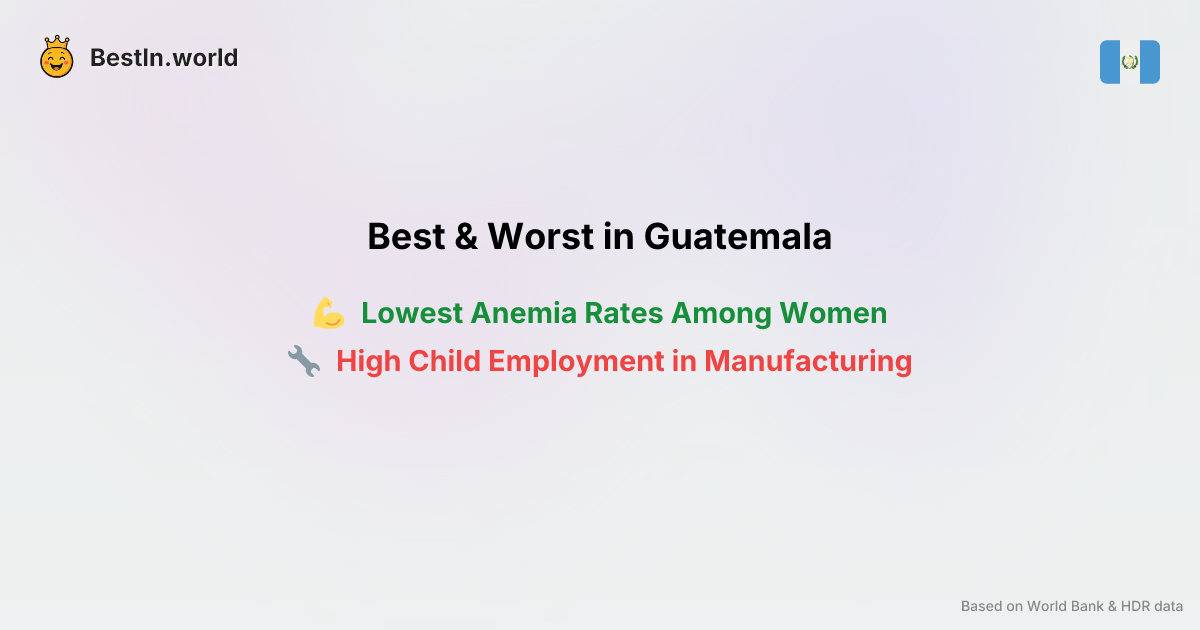 BestIn.world
Best & Worst in Guatemala
💪 Lowest Anemia Rates Among Women
🔧 High Child Employment in Manufacturing
Based on World Bank & HDR data